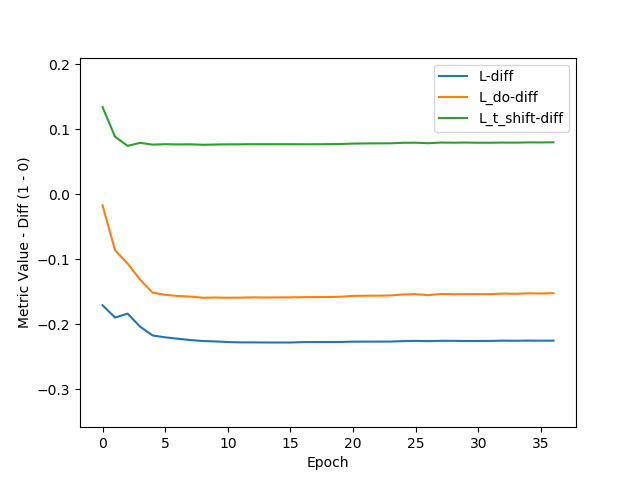 0.2
0.1
0.0
−0.1
−0.2
−0.3
Metric Value - Diff (1 - 0)
L-diff
L_do-diff
L_t_shift-diff
0 5 10 15 20 25 30 35
Epoch